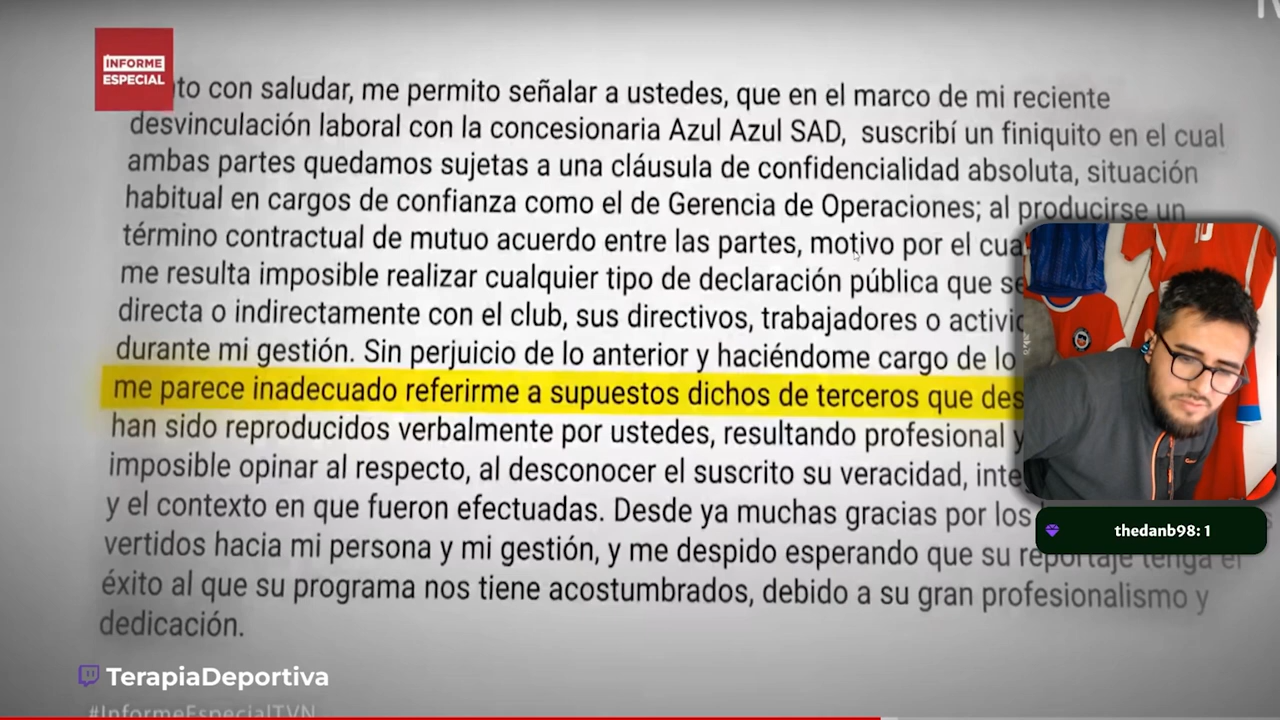 INFORME
ESPECIAL
to con saludar, me permito señalar a ustedes, que en el marco de mi reciente
desvinculación laboral con la concesionaria Azul Azul SAD, suscribí un finiquito en el cual
ambas partes quedamos sujetas a una cláusula de confidencialidad absoluta, situación
habitual en cargos de confianza como el de Gerencia de Operaciones; al producirse un
término contractual de mutuo acuerdo entre las partes, motivo por el cua
me resulta imposible realizar cualquier tipo de declaración pública que se
directa o indirectamente con el club, sus directivos, trabajadores o activid
durante mi gestión. Sin perjuicio de lo anterior y haciéndome cargo de lo
me parece inadecuado referirme a supuestos dichos de terceros que des
han sido reproducidos verbalmente por ustedes, resultando profesional y
imposible opinar al respecto, al desconocer el suscrito su veracidad, inte
y el contexto en que fueron efectuadas. Desde ya muchas gracias por los
vertidos hacia mi persona y mi gestión, y me despido esperando que su reportaje tenga el
éxito al que su programa nos tiene acostumbrados, debido a su gran profesionalismo y
dedicación.
thedanb98: 1
TerapiaDeportiva
#InformeEspecialTVN